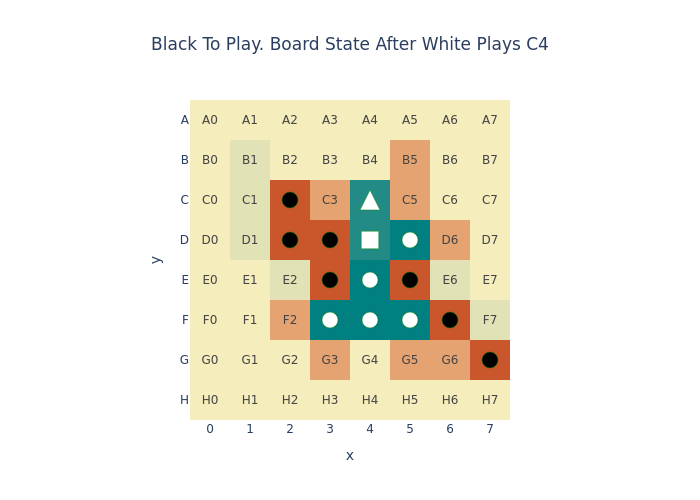 Black To Play. Board State After White Plays C4
A A0 A1 A2 A3 A4 A5 A6 A7
B B0 B1 B2 B3 B4 B5 B6 B7
C C0 C1 C3 C5 C6 C7
D D0 D1 D6 D7
E E0 E1 E2 E6 E7
F F0 F1 F2 F7
G G0 G1 G2 G3 G4 G5 G6
H H0 H1 H2 H3 H4 H5 H6 H7
0 1 2 3 4 5 6 7
x
y